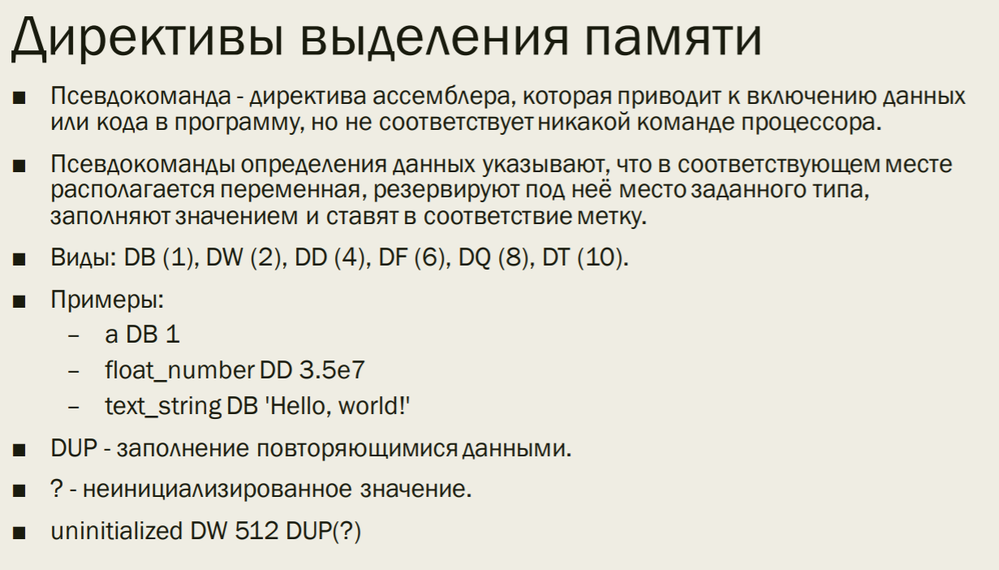 Директивы выделения памяти
■ Псевдокоманда - директива ассемблера, которая приводит к включению данных
или кода в программу, но не соответствует никакой команде процессора.
■ Псевдокоманды определения данных указывают, что в соответствующем месте
располагается переменная, резервируют под неё место заданного типа,
заполняют значением и ставят в соответствие метку.
■ Виды: DB (1), DW (2), DD (4), DF (6), DQ (8), DT (10).
■ Примеры:
– a DB 1
– float_number DD 3.5e7
– text_string DB 'Hello, world!'
■ DUP - заполнение повторяющимися данными.
■ ? - неинициализированное значение.
■ uninitialized DW 512 DUP(?)